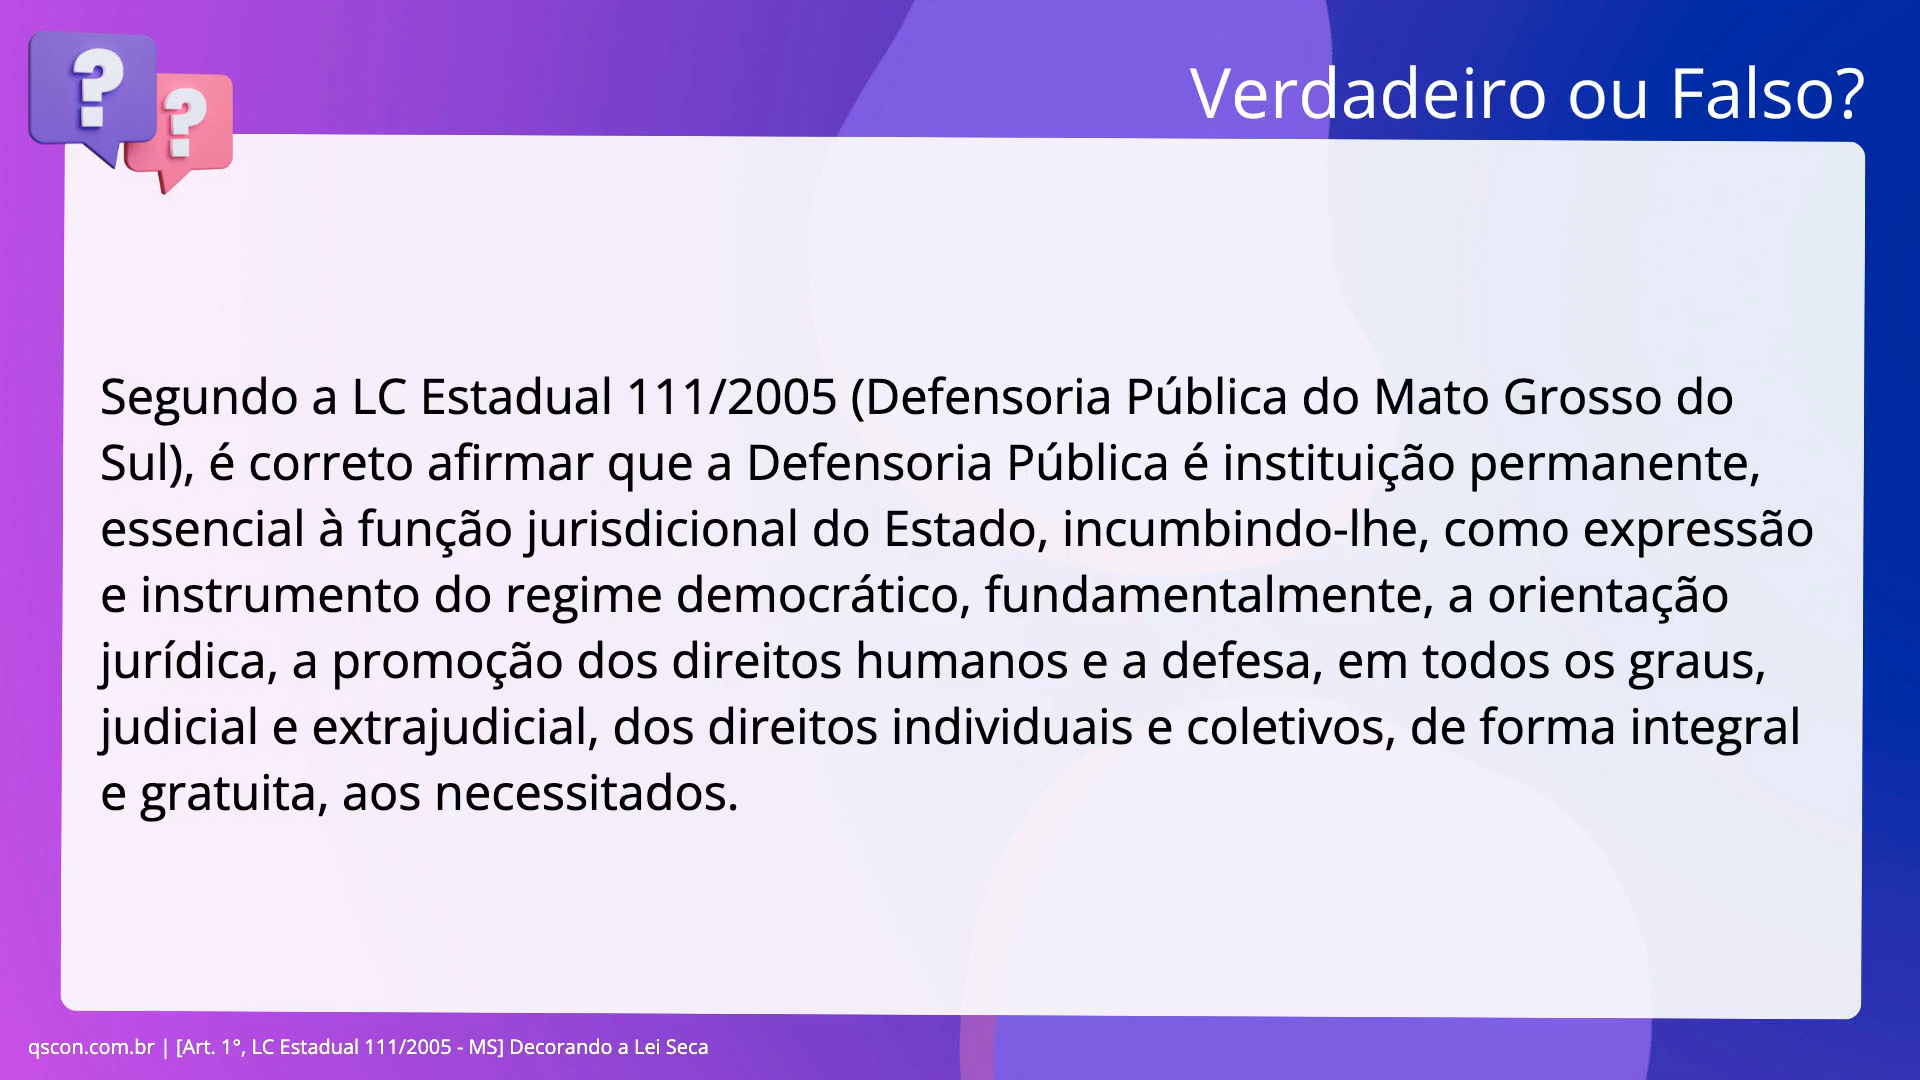 Verdadeiro ou Falso?
Segundo a LC Estadual 111/2005 (Defensoria Pública do Mato Grosso do
Sul), é correto afirmar que a Defensoria Pública é instituição permanente,
essencial à função jurisdicional do Estado, incumbindo-lhe, como expressão
e instrumento do regime democrático, fundamentalmente, a orientação
jurídica, a promoção dos direitos humanos e a defesa, em todos os graus,
judicial e extrajudicial, dos direitos individuais e coletivos, de forma integral
e gratuita, aos necessitados.
qscon.com.br | [Art. 1°, LC Estadual 111/2005 - MS] Decorando a Lei Seca